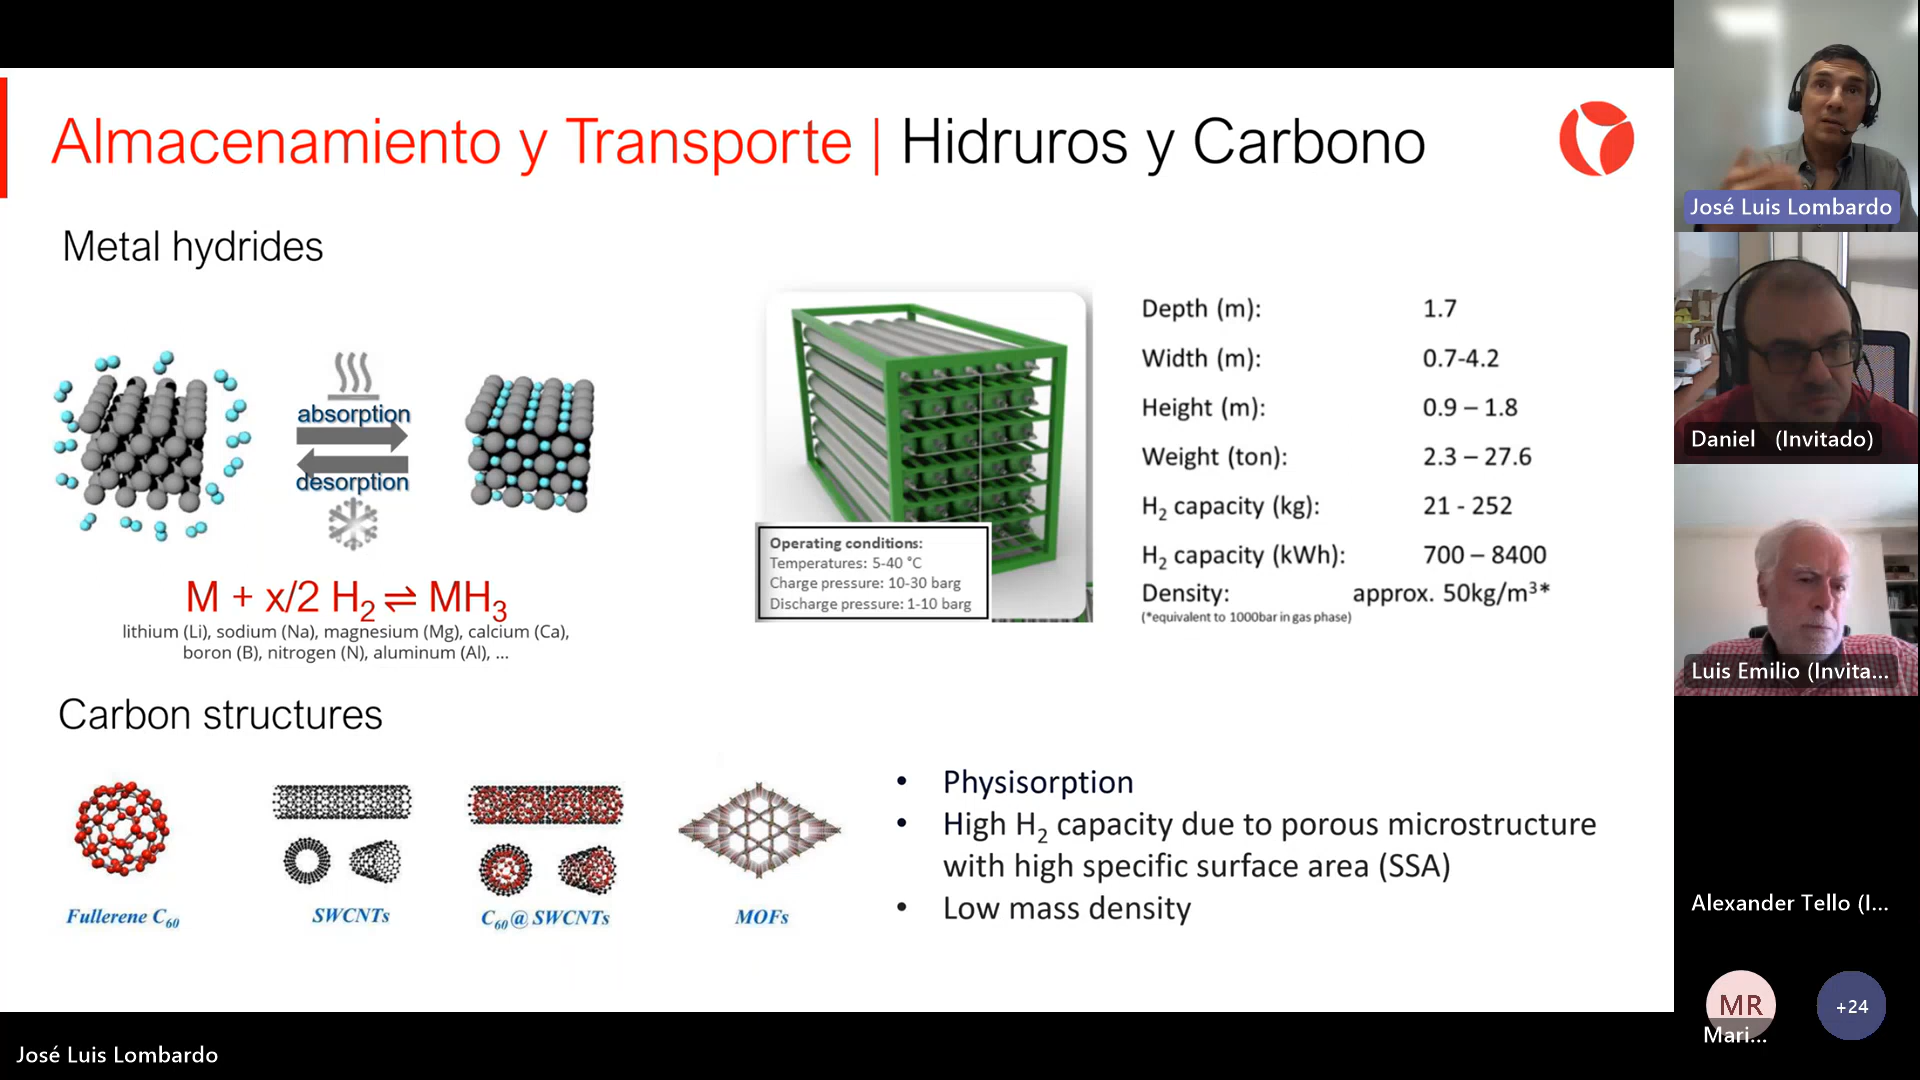 Almacenamiento y Transporte | Hidruros y Carbono
Metal hydrides
absorption
desorption
M + x/2 H₂ ⇌ MH₃
lithium (Li), sodium (Na), magnesium (Mg), calcium (Ca),
boron (B), nitrogen (N), aluminum (Al), ...
Operating conditions:
Temperatures: 5-40 °C
Charge pressure: 10-30 barg
Discharge pressure: 1-10 barg
Depth (m): 1.7
Width (m): 0.7-4.2
Height (m): 0.9 – 1.8
Weight (ton): 2.3 – 27.6
H₂ capacity (kg): 21 - 252
H₂ capacity (kWh): 700 – 8400
Density: approx. 50kg/m³*
(*equivalent to 1000bar in gas phase)
Carbon structures
Fullerene C₆₀
SWCNTs
C₆₀@SWCNTs
MOFs
• Physisorption
• High H₂ capacity due to porous microstructure
with high specific surface area (SSA)
• Low mass density
José Luis Lombardo
Daniel (Invitado)
Luis Emilio (Invita...
Alexander Tello (I...
MR
Mari...
+24
José Luis Lombardo